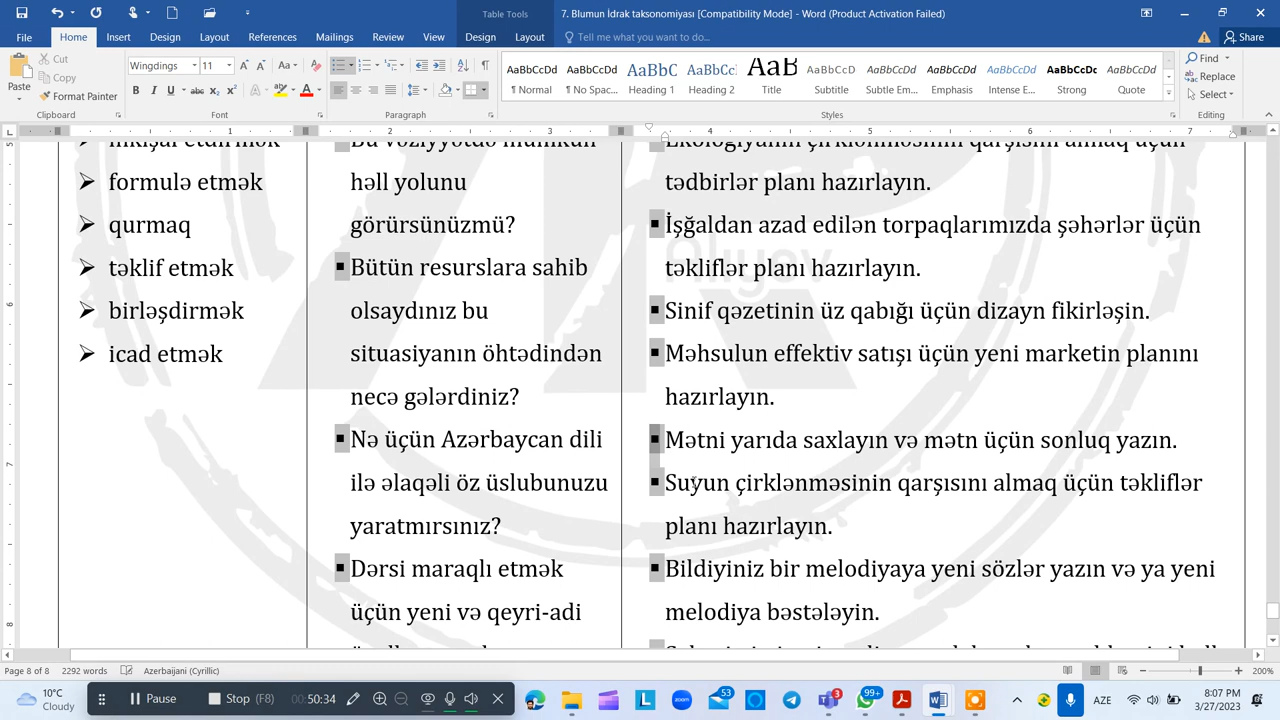 Table Tools
7. Blumun İdrak taksonomiyası [Compatibility Mode] - Word (Product Activation Failed)
File Home Insert Design Layout References Mailings Review View Design Layout Tell me what you want to do... Share
Cut
Copy
Format Painter
Paste
Clipboard
Wingdings 11
Font
Paragraph
AaBbCcDd AaBbCcDd AaBbC AaBbCc AaB AaBbCcD AaBbCcDd AaBbCcDd AaBbCcDd AaBbCcDc AaBbCcDd
¶ Normal ¶ No Spac... Heading 1 Heading 2 Title Subtitle Subtle Em... Emphasis Intense E... Strong Quote
Styles
Find
Replace
Select
Editing
➢ formulə etmək
➢ qurmaq
➢ təklif etmək
➢ birləşdirmək
➢ icad etmək
həll yolunu
görürsünüzmü?
▪ Bütün resurslara sahib
olsaydınız bu
situasiyanın öhtədindən
necə gələrdiniz?
▪ Nə üçün Azərbaycan dili
ilə əlaqəli öz üslubunuzu
yaratmırsınız?
▪ Dərsi maraqlı etmək
üçün yeni və qeyri-adi
tədbirlər planı hazırlayın.
▪ İşğaldan azad edilən torpaqlarımızda şəhərlər üçün
təkliflər planı hazırlayın.
▪ Sinif qəzetinin üz qabığı üçün dizayn fikirləşin.
▪ Məhsulun effektiv satışı üçün yeni marketin planını
hazırlayın.
▪ Mətni yarıda saxlayın və mətn üçün sonluq yazın.
▪ Suyun çirklənməsinin qarşısını almaq üçün təkliflər
planı hazırlayın.
▪ Bildiyiniz bir melodiyaya yeni sözlər yazın və ya yeni
melodiya bəstələyin.
Aliyev
Page 8 of 8 2292 words Azerbaijani (Cyrillic) 200%
10°C
Cloudy
Pause Stop (F8) 00:50:34
53 3 99+
AZE
8:07 PM
3/27/2023